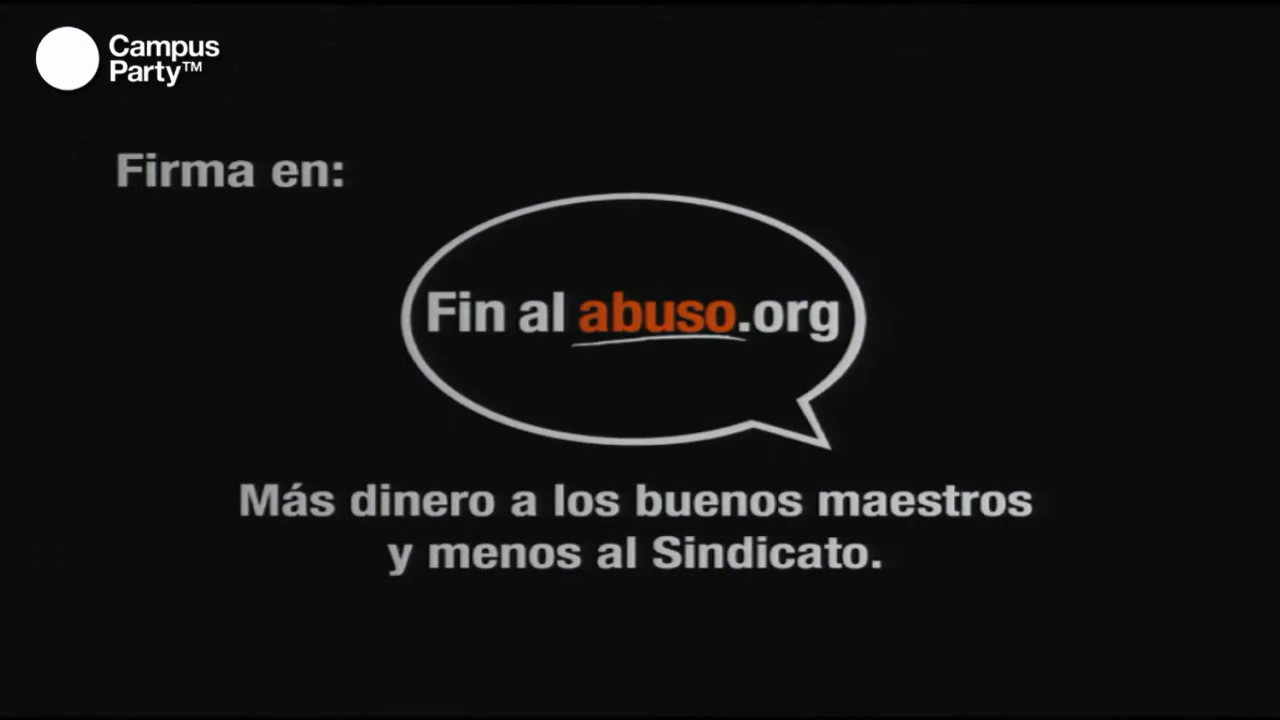 Campus
Party™
Firma en:
Fin al abuso.org
Más dinero a los buenos maestros
y menos al Sindicato.